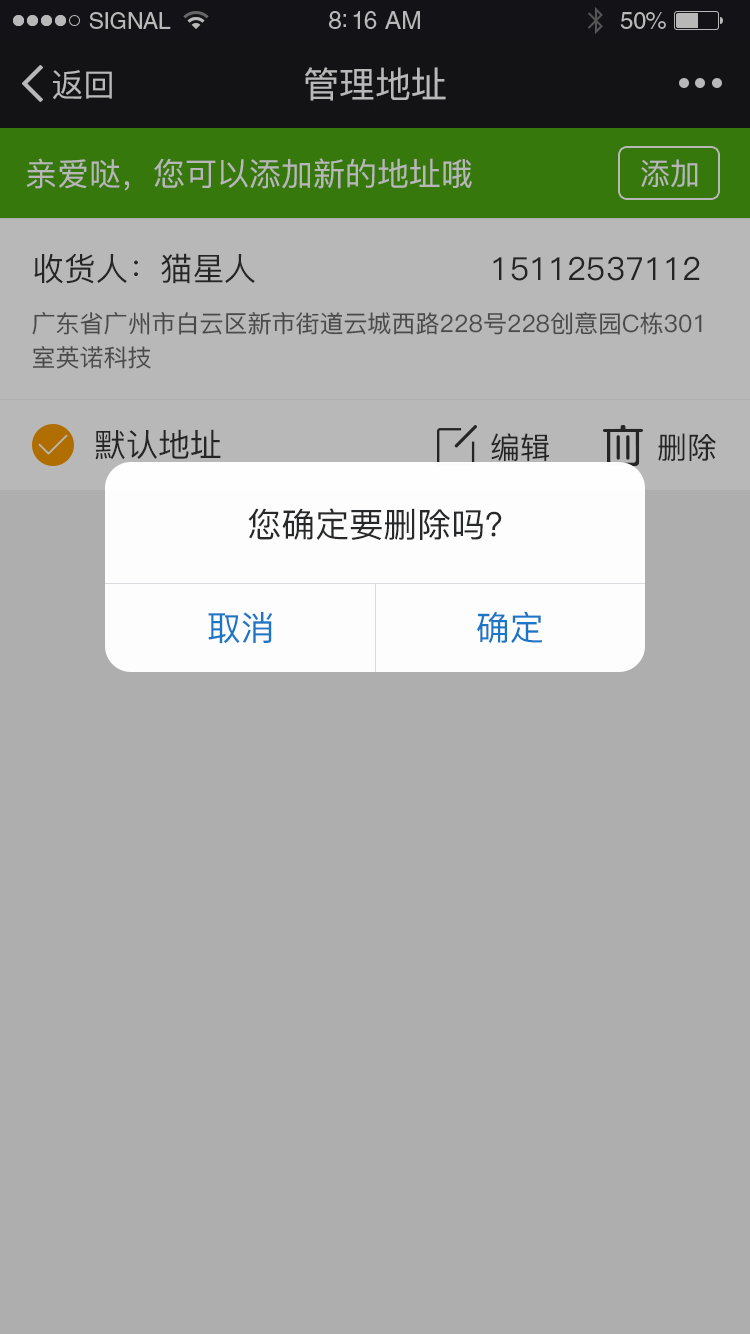 SIGNAL 8:16 AM 50%
返回 管理地址
亲爱哒，您可以添加新的地址哦 添加
收货人：猫星人 15112537112
广东省广州市白云区新市街道云城西路228号228创意园C栋301
室英诺科技
默认地址 编辑 删除
您确定要删除吗?
取消 确定